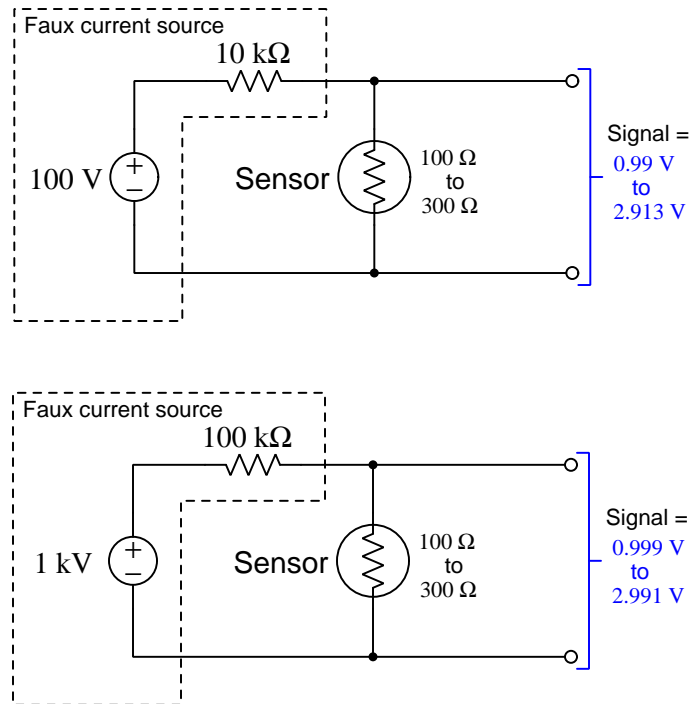 Faux current source
10 kΩ
100 V
+
−
Sensor
100 Ω
to
300 Ω
Signal =
0.99 V
to
2.913 V
Faux current source
100 kΩ
1 kV
+
−
Sensor
100 Ω
to
300 Ω
Signal =
0.999 V
to
2.991 V